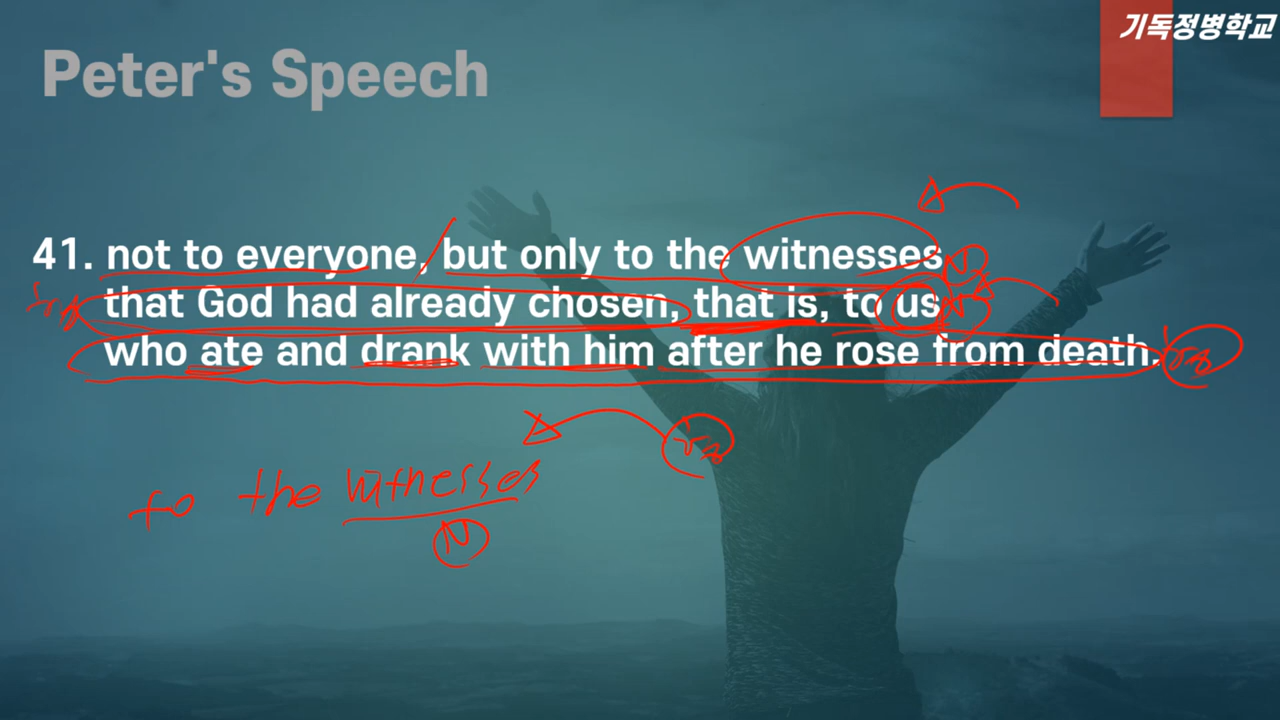 기독정병학교
Peter's Speech
41. not to everyone, but only to the witnesses
that God had already chosen, that is, to us
who ate and drank with him after he rose from death.
to the witnesses
N